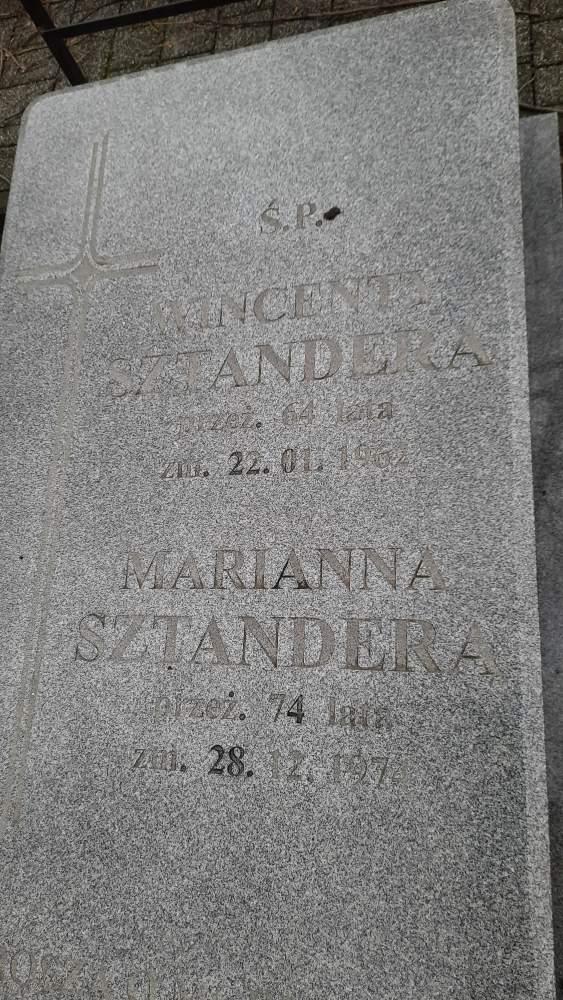 Ś.P.
WINCENTY
SZTANDERA
przeż. 64 lata
zm. 22.01.1962
MARIANNA
SZTANDERA
przeż. 74 lata
zm. 28.12.